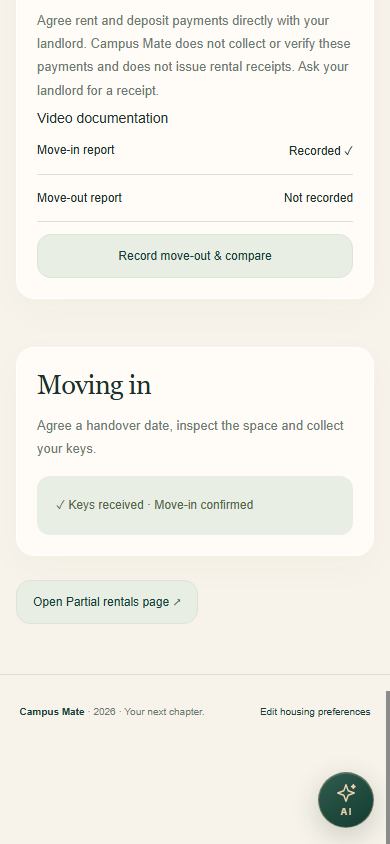 Agree rent and deposit payments directly with your
landlord. Campus Mate does not collect or verify these
payments and does not issue rental receipts. Ask your
landlord for a receipt.
Video documentation
Move-in report Recorded ✓
Move-out report Not recorded
Record move-out & compare
Moving in
Agree a handover date, inspect the space and collect
your keys.
✓ Keys received · Move-in confirmed
Open Partial rentals page ↗
Campus Mate · 2026 · Your next chapter. Edit housing preferences
AI